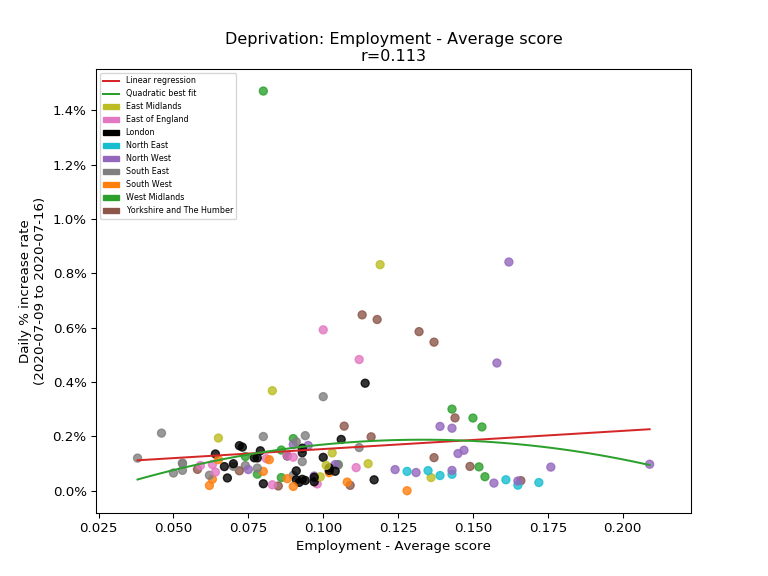 Deprivation: Employment - Average score
r=0.113
Linear regression
Quadratic best fit
East Midlands
East of England
London
North East
North West
South East
South West
West Midlands
Yorkshire and The Humber
1.4%
1.2%
1.0%
0.8%
0.6%
0.4%
0.2%
0.0%
Daily % increase rate
(2020-07-09 to 2020-07-16)
0.025 0.050 0.075 0.100 0.125 0.150 0.175 0.200
Employment - Average score